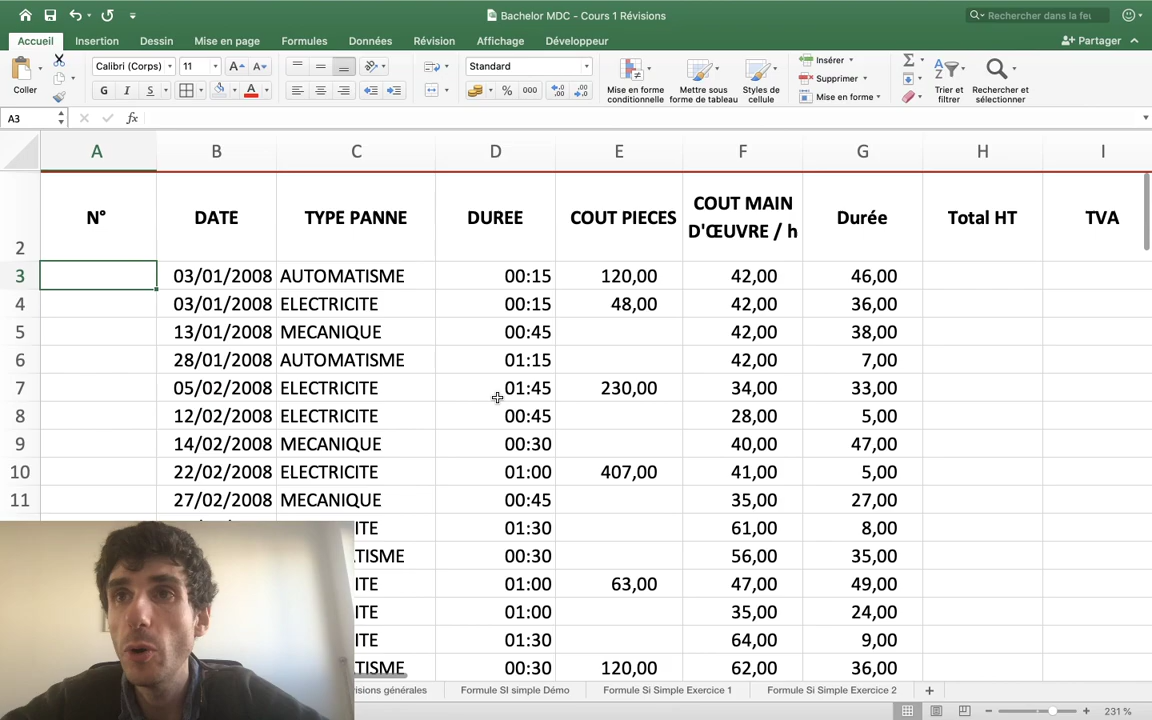 Bachelor MDC - Cours 1 Révisions
Rechercher dans la feu
Accueil Insertion Dessin Mise en page Formules Données Révision Affichage Développeur Partager
Coller
Calibri (Corps) 11 A A
G I S A
Standard
% 000
Mise en forme conditionnelle
Mettre sous forme de tableau
Styles de cellule
Insérer
Supprimer
Mise en forme
Trier et filtrer
Rechercher et sélectionner
A3 fx
A B C D E F G H I
2 N° DATE TYPE PANNE DUREE COUT PIECES COUT MAIN D'ŒUVRE / h Durée Total HT TVA
3 03/01/2008 AUTOMATISME 00:15 120,00 42,00 46,00
4 03/01/2008 ELECTRICITE 00:15 48,00 42,00 36,00
5 13/01/2008 MECANIQUE 00:45 42,00 38,00
6 28/01/2008 AUTOMATISME 01:15 42,00 7,00
7 05/02/2008 ELECTRICITE 01:45 230,00 34,00 33,00
8 12/02/2008 ELECTRICITE 00:45 28,00 5,00
9 14/02/2008 MECANIQUE 00:30 40,00 47,00
10 22/02/2008 ELECTRICITE 01:00 407,00 41,00 5,00
11 27/02/2008 MECANIQUE 00:45 35,00 27,00
ITE 01:30 61,00 8,00
TISME 00:30 56,00 35,00
ITE 01:00 63,00 47,00 49,00
ITE 01:00 35,00 24,00
ITE 01:30 64,00 9,00
TISME 00:30 120,00 62,00 36,00
visions générales Formule SI simple Démo Formule Si Simple Exercice 1 Formule Si Simple Exercice 2
231 %